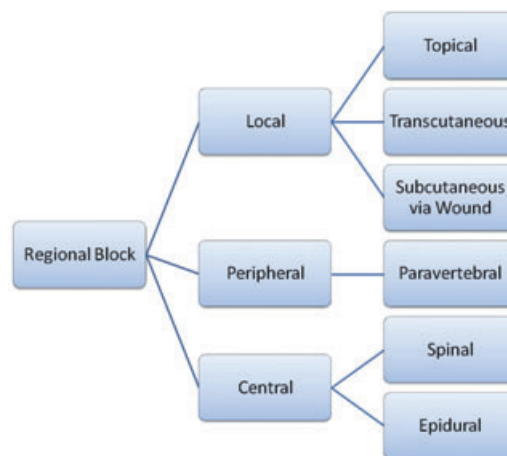 Topical
Local
Transcutaneous
Subcutaneous
via Wound
Regional Block
Peripheral
Paravertebral
Central
Spinal
Epidural